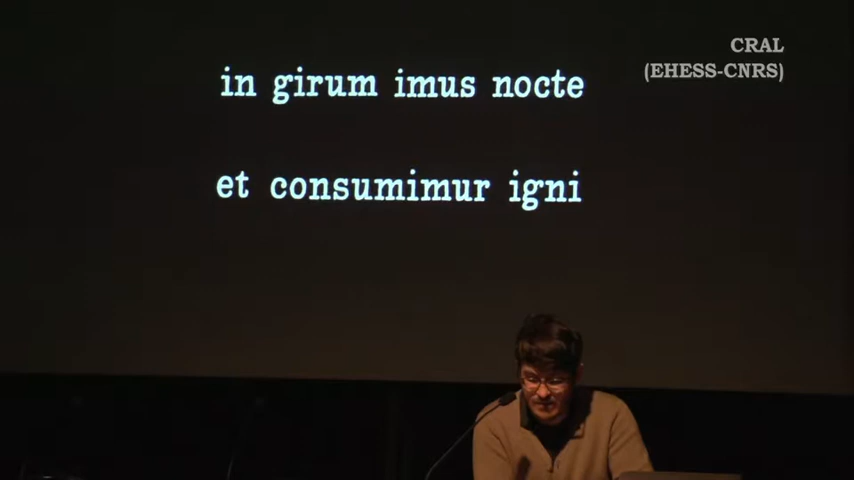 in girum imus nocte
et consumimur igni
CRAL
(EHESS-CNRS)